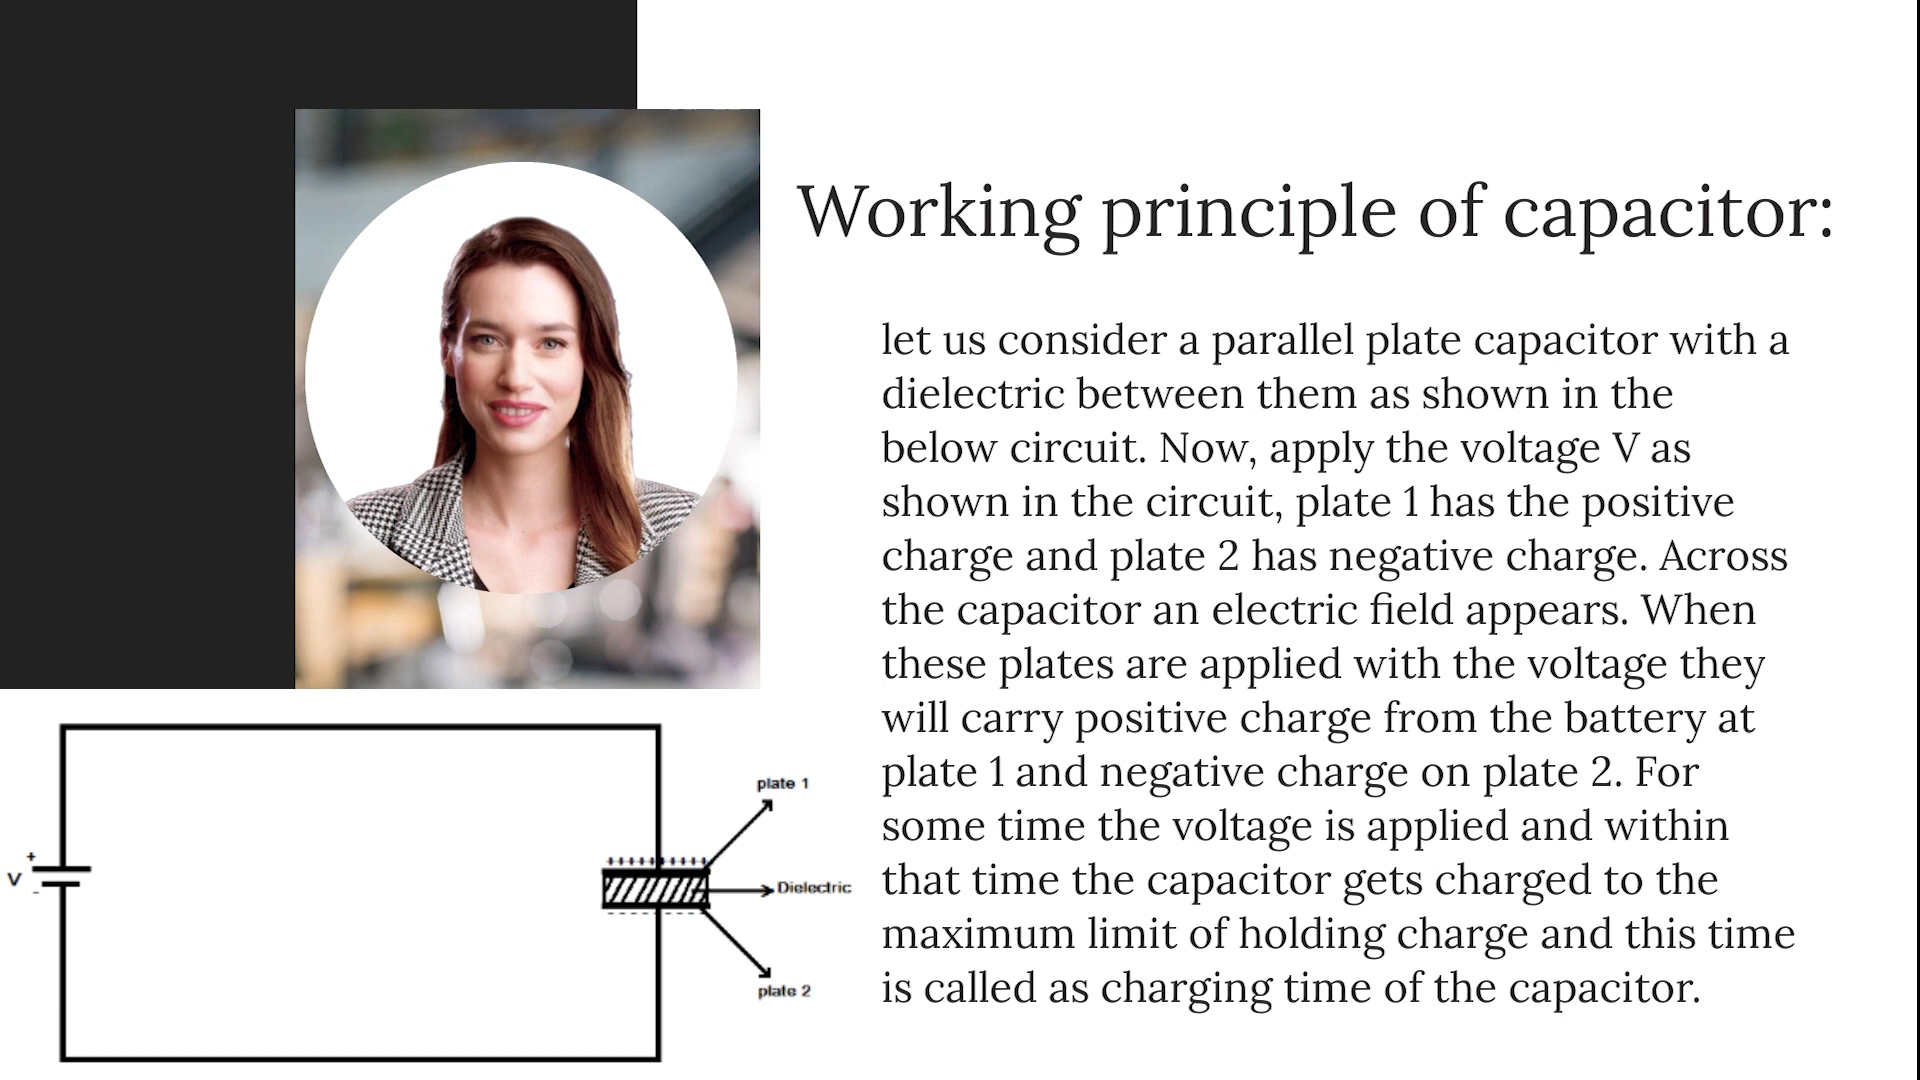 Working principle of capacitor:
let us consider a parallel plate capacitor with a
dielectric between them as shown in the
below circuit. Now, apply the voltage V as
shown in the circuit, plate 1 has the positive
charge and plate 2 has negative charge. Across
the capacitor an electric field appears. When
these plates are applied with the voltage they
will carry positive charge from the battery at
plate 1 and negative charge on plate 2. For
some time the voltage is applied and within
that time the capacitor gets charged to the
maximum limit of holding charge and this time
is called as charging time of the capacitor.
plate 1
+
V
-
+++++++++
Dielectric
plate 2